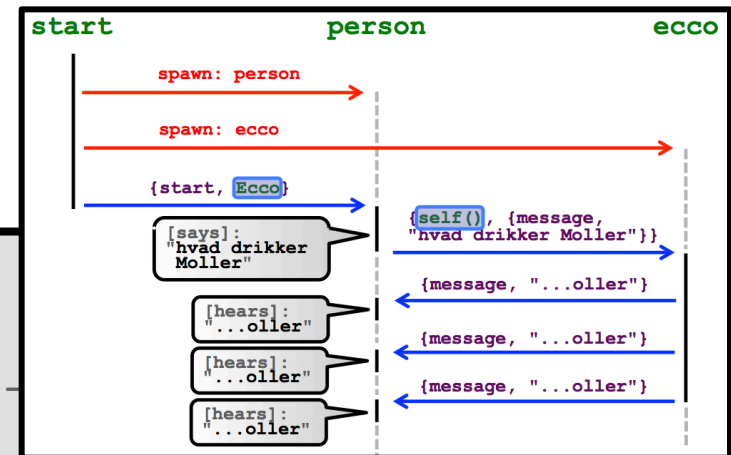 start person ecco
spawn: person
spawn: ecco
{start, Ecco}
[says]:
"hvad drikker
Moller"
{self(), {message,
"hvad drikker Moller"}}
{message, "...oller"}
[hears]:
"...oller"
{message, "...oller"}
[hears]:
"...oller"
{message, "...oller"}
[hears]:
"...oller"